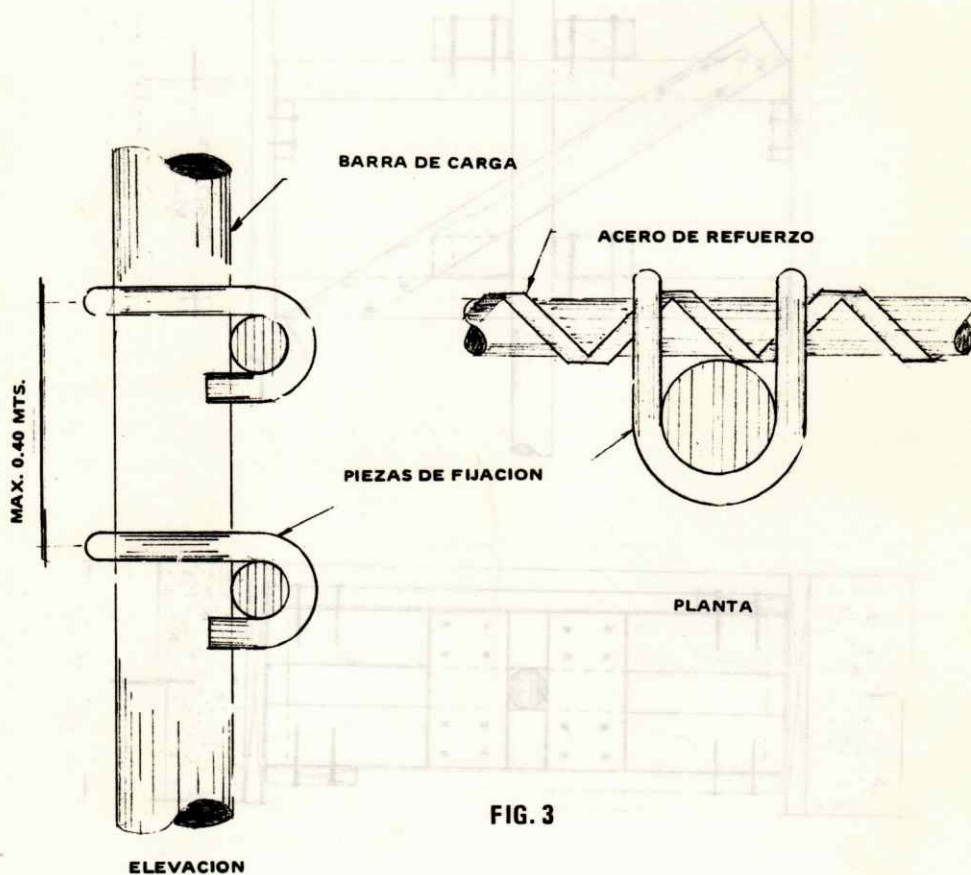 BARRA DE CARGA
ACERO DE REFUERZO
MAX. 0.40 MTS.
PIEZAS DE FIJACION
PLANTA
FIG. 3
ELEVACION